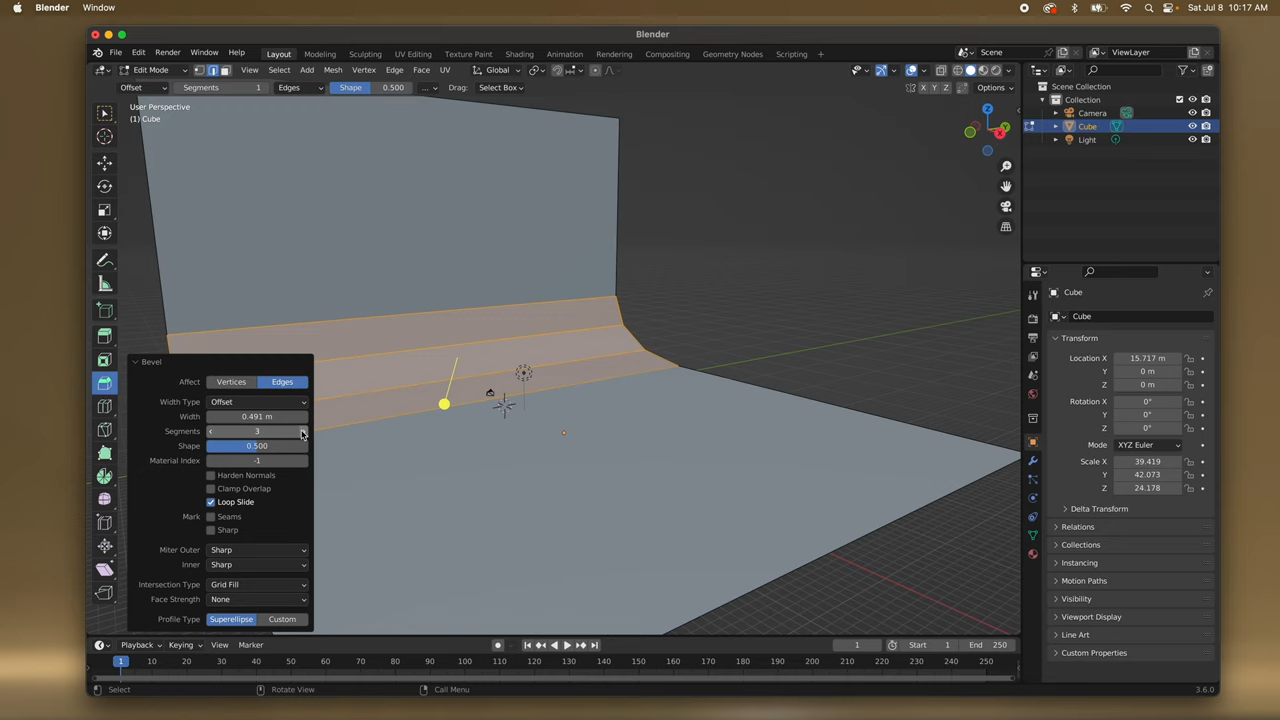 Blender Window Sat Jul 8 10:17 AM
Blender
File Edit Render Window Help Layout Modeling Sculpting UV Editing Texture Paint Shading Animation Rendering Compositing Geometry Nodes Scripting + Scene ViewLayer
Edit Mode View Select Add Mesh Vertex Edge Face UV Global
Offset Segments 1 Edges Shape 0.500 ... Drag: Select Box X Y Z Options
User Perspective
(1) Cube
Z
Y
X
Scene Collection
Collection
Camera
Cube
Light
Bevel
Affect Vertices Edges
Width Type Offset
Width 0.491 m
Segments 3
Shape 0.500
Material Index -1
Harden Normals
Clamp Overlap
Loop Slide
Mark Seams
Sharp
Miter Outer Sharp
Inner Sharp
Intersection Type Grid Fill
Face Strength None
Profile Type Superellipse Custom
Cube
Cube
Transform
Location X 15.717 m
Y 0 m
Z 0 m
Rotation X 0°
Y 0°
Z 0°
Mode XYZ Euler
Scale X 39.419
Y 42.073
Z 24.178
Delta Transform
Relations
Collections
Instancing
Motion Paths
Visibility
Viewport Display
Line Art
Custom Properties
Playback Keying View Marker 1 Start 1 End 250
1 10 20 30 40 50 60 70 80 90 100 110 120 130 140 150 160 170 180 190 200 210 220 230 240 250
Select Rotate View Call Menu 3.6.0